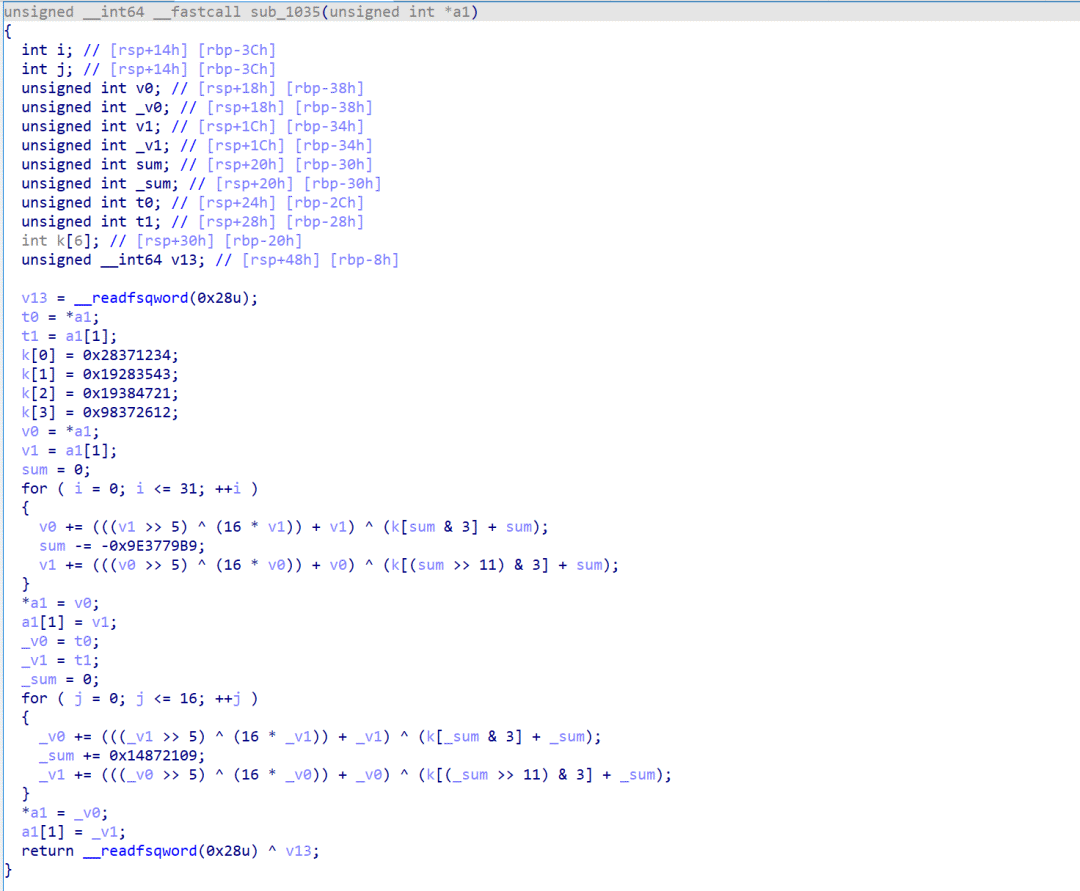 unsigned __int64 __fastcall sub_1035(unsigned int *a1)
{
  int i; // [rsp+14h] [rbp-3Ch]
  int j; // [rsp+14h] [rbp-3Ch]
  unsigned int v0; // [rsp+18h] [rbp-38h]
  unsigned int _v0; // [rsp+18h] [rbp-38h]
  unsigned int v1; // [rsp+1Ch] [rbp-34h]
  unsigned int _v1; // [rsp+1Ch] [rbp-34h]
  unsigned int sum; // [rsp+20h] [rbp-30h]
  unsigned int _sum; // [rsp+20h] [rbp-30h]
  unsigned int t0; // [rsp+24h] [rbp-2Ch]
  unsigned int t1; // [rsp+28h] [rbp-28h]
  int k[6]; // [rsp+30h] [rbp-20h]
  unsigned __int64 v13; // [rsp+48h] [rbp-8h]

  v13 = __readfsqword(0x28u);
  t0 = *a1;
  t1 = a1[1];
  k[0] = 0x28371234;
  k[1] = 0x19283543;
  k[2] = 0x19384721;
  k[3] = 0x98372612;
  v0 = *a1;
  v1 = a1[1];
  sum = 0;
  for ( i = 0; i <= 31; ++i )
  {
    v0 += (((v1 >> 5) ^ (16 * v1)) + v1) ^ (k[sum & 3] + sum);
    sum -= -0x9E3779B9;
    v1 += (((v0 >> 5) ^ (16 * v0)) + v0) ^ (k[(sum >> 11) & 3] + sum);
  }
  *a1 = v0;
  a1[1] = v1;
  _v0 = t0;
  _v1 = t1;
  _sum = 0;
  for ( j = 0; j <= 16; ++j )
  {
    _v0 += (((_v1 >> 5) ^ (16 * _v1)) + _v1) ^ (k[_sum & 3] + _sum);
    _sum += 0x14872109;
    _v1 += (((_v0 >> 5) ^ (16 * _v0)) + _v0) ^ (k[(_sum >> 11) & 3] + _sum);
  }
  *a1 = _v0;
  a1[1] = _v1;
  return __readfsqword(0x28u) ^ v13;
}